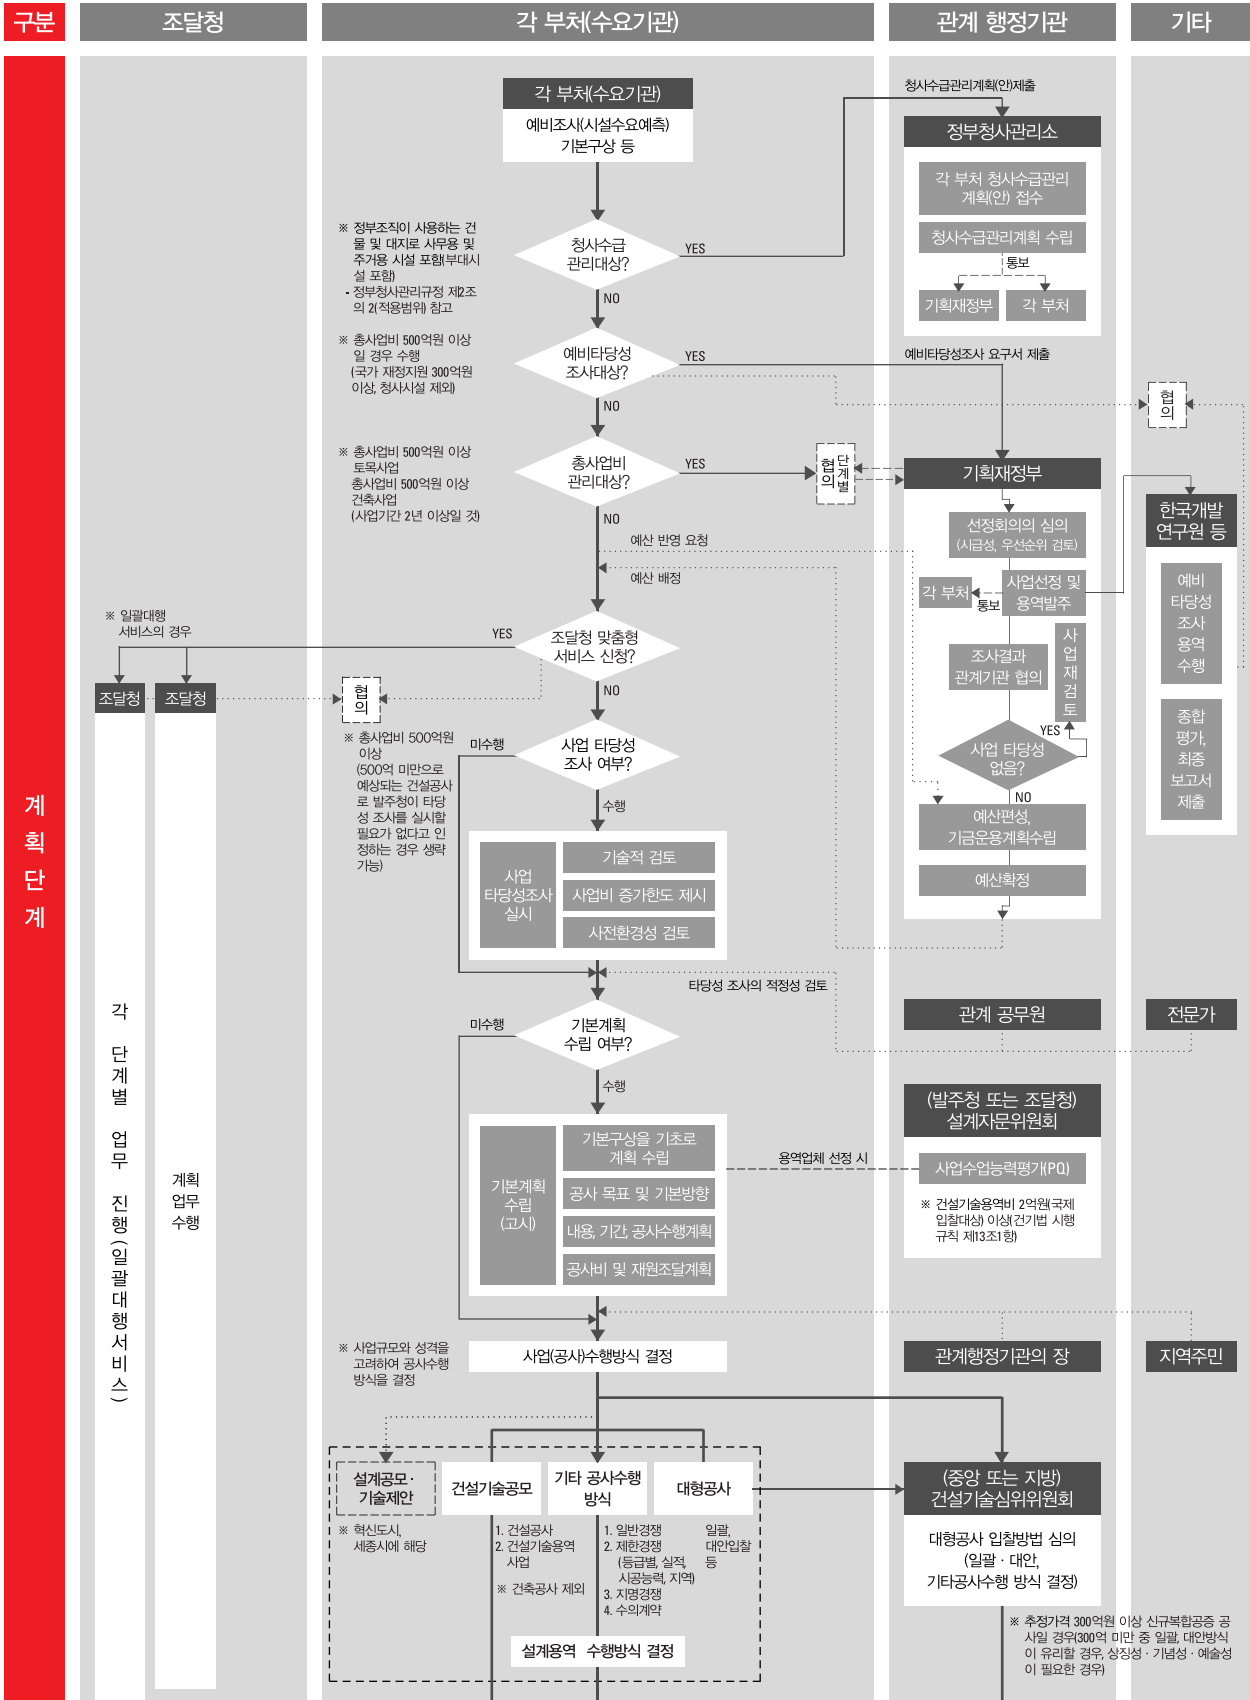 구분
조달청
각 부처(수요기관)
관계 행정기관
기타
계
획
단
계
각 부처(수요기관)
예비조사(시설수요예측)
기본구상 등
※ 정부조직이 사용하는 건
물 및 대지로 사무용 및
주거용 시설 포함(부대시
설 포함)
- 정부청사관리규정 제2조
의 2(적용범위) 참고
청사수급
관리대상?
YES
NO
청사수급관리계획(안)제출
정부청사관리소
각 부처 청사수급관리
계획(안) 접수
청사수급관리계획 수립
통보
기획재정부
각 부처
※ 총사업비 500억원 이상
일 경우 수행
(국가 재정지원 300억원
이상, 청사시설 제외)
예비타당성
조사대상?
YES
NO
예비타당성조사 요구서 제출
협
의
※ 총사업비 500억원 이상
토목사업
총사업비 500억원 이상
건축사업
(사업기간 2년 이상일 것)
총사업비
관리대상?
YES
NO
단계별
협의
기획재정부
선정회의의 심의
(시급성, 우선순위 검토)
각 부처
통보
사업선정 및
용역발주
조사결과
관계기관 협의
사
업
재
검
토
YES
사업 타당성
없음?
NO
예산편성,
기금운용계획수립
예산확정
한국개발
연구원 등
예비
타당성
조사
용역
수행
종합
평가,
최종
보고서
제출
예산 반영 요청
예산 배정
※ 일괄대행
서비스의 경우
YES
조달청 맞춤형
서비스 신청?
NO
조달청
조달청
협
의
※ 총사업비 500억원
이상
(500억 미만으로
예상되는 건설공사
로 발주청이 타당
성 조사를 실시할
필요가 없다고 인
정하는 경우 생략
가능)
미수행
사업 타당성
조사 여부?
수행
사업
타당성조사
실시
기술적 검토
사업비 증가한도 제시
사전환경성 검토
타당성 조사의 적정성 검토
관계 공무원
전문가
미수행
기본계획
수립 여부?
수행
각 단계별 업무 진행(일괄대행서비스)
계획
업무
수행
기본계획
수립
(고시)
기본구상을 기초로
계획 수립
공사 목표 및 기본방향
내용, 기간, 공사수행계획
공사비 및 재원조달계획
용역업체 선정 시
(발주청 또는 조달청)
설계자문위원회
사업수업능력평가(P.Q.)
※ 건설기술용역비 2억원(국제
입찰대상) 이상(건기법 시행
규칙 제13조1항)
※ 사업규모와 성격을
고려하여 공사수행
방식을 결정
사업(공사)수행방식 결정
관계행정기관의 장
지역주민
설계공모·
기술제안
건설기술공모
기타 공사수행
방식
대형공사
※ 혁신도시,
세종시에 해당
1. 건설공사
2. 건설기술용역
사업
※ 건축공사 제외
1. 일반경쟁
2. 제한경쟁
(등급별, 실적,
시공능력, 지역)
3. 지명경쟁
4. 수의계약
일괄,
대안입찰
등
설계용역 수행방식 결정
(중앙 또는 지방)
건설기술심위위원회
대형공사 입찰방법 심의
(일괄·대안,
기타공사수행 방식 결정)
※ 추정가격 300억원 이상 신규복합공종 공
사일 경우(300억 미만 중 일괄, 대안방식
이 유리할 경우, 상징성·기념성·예술성
이 필요한 경우)